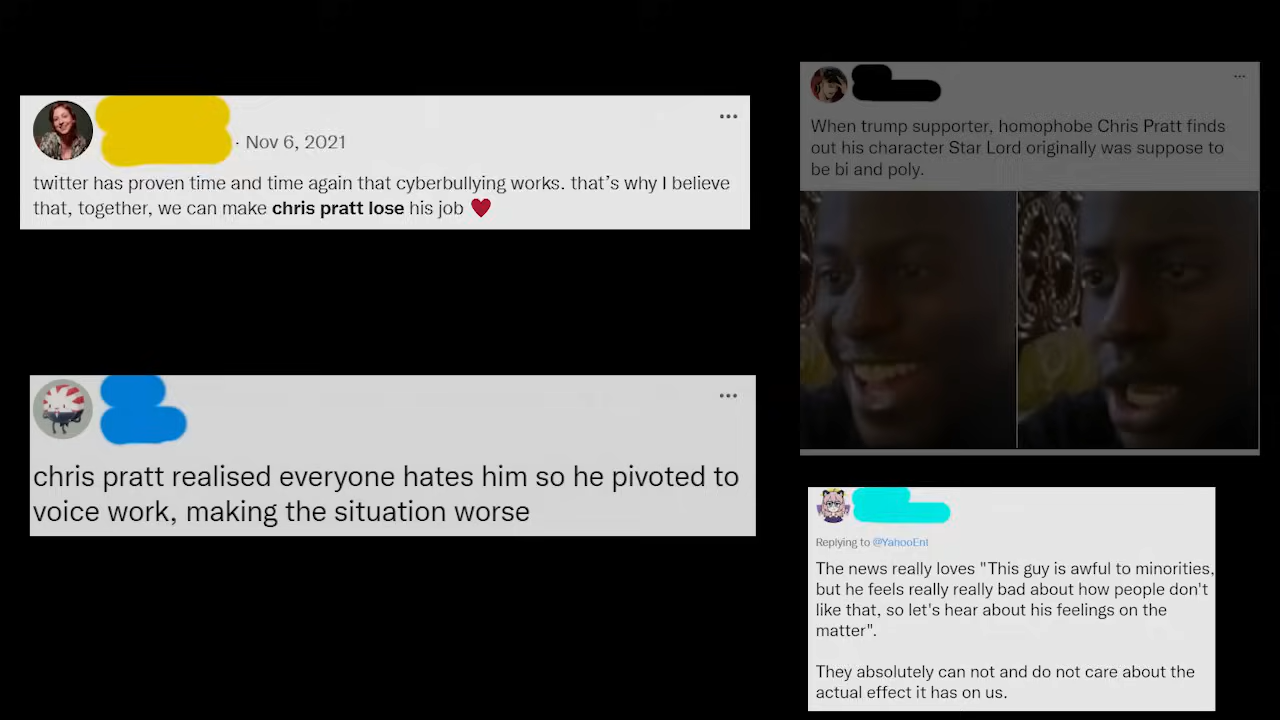 · Nov 6, 2021
twitter has proven time and time again that cyberbullying works. that’s why I believe
that, together, we can make chris pratt lose his job ♥
chris pratt realised everyone hates him so he pivoted to
voice work, making the situation worse
When trump supporter, homophobe Chris Pratt finds
out his character Star Lord originally was suppose to
be bi and poly.
Replying to @YahooEnt
The news really loves "This guy is awful to minorities,
but he feels really really bad about how people don't
like that, so let's hear about his feelings on the
matter".
They absolutely can not and do not care about the
actual effect it has on us.